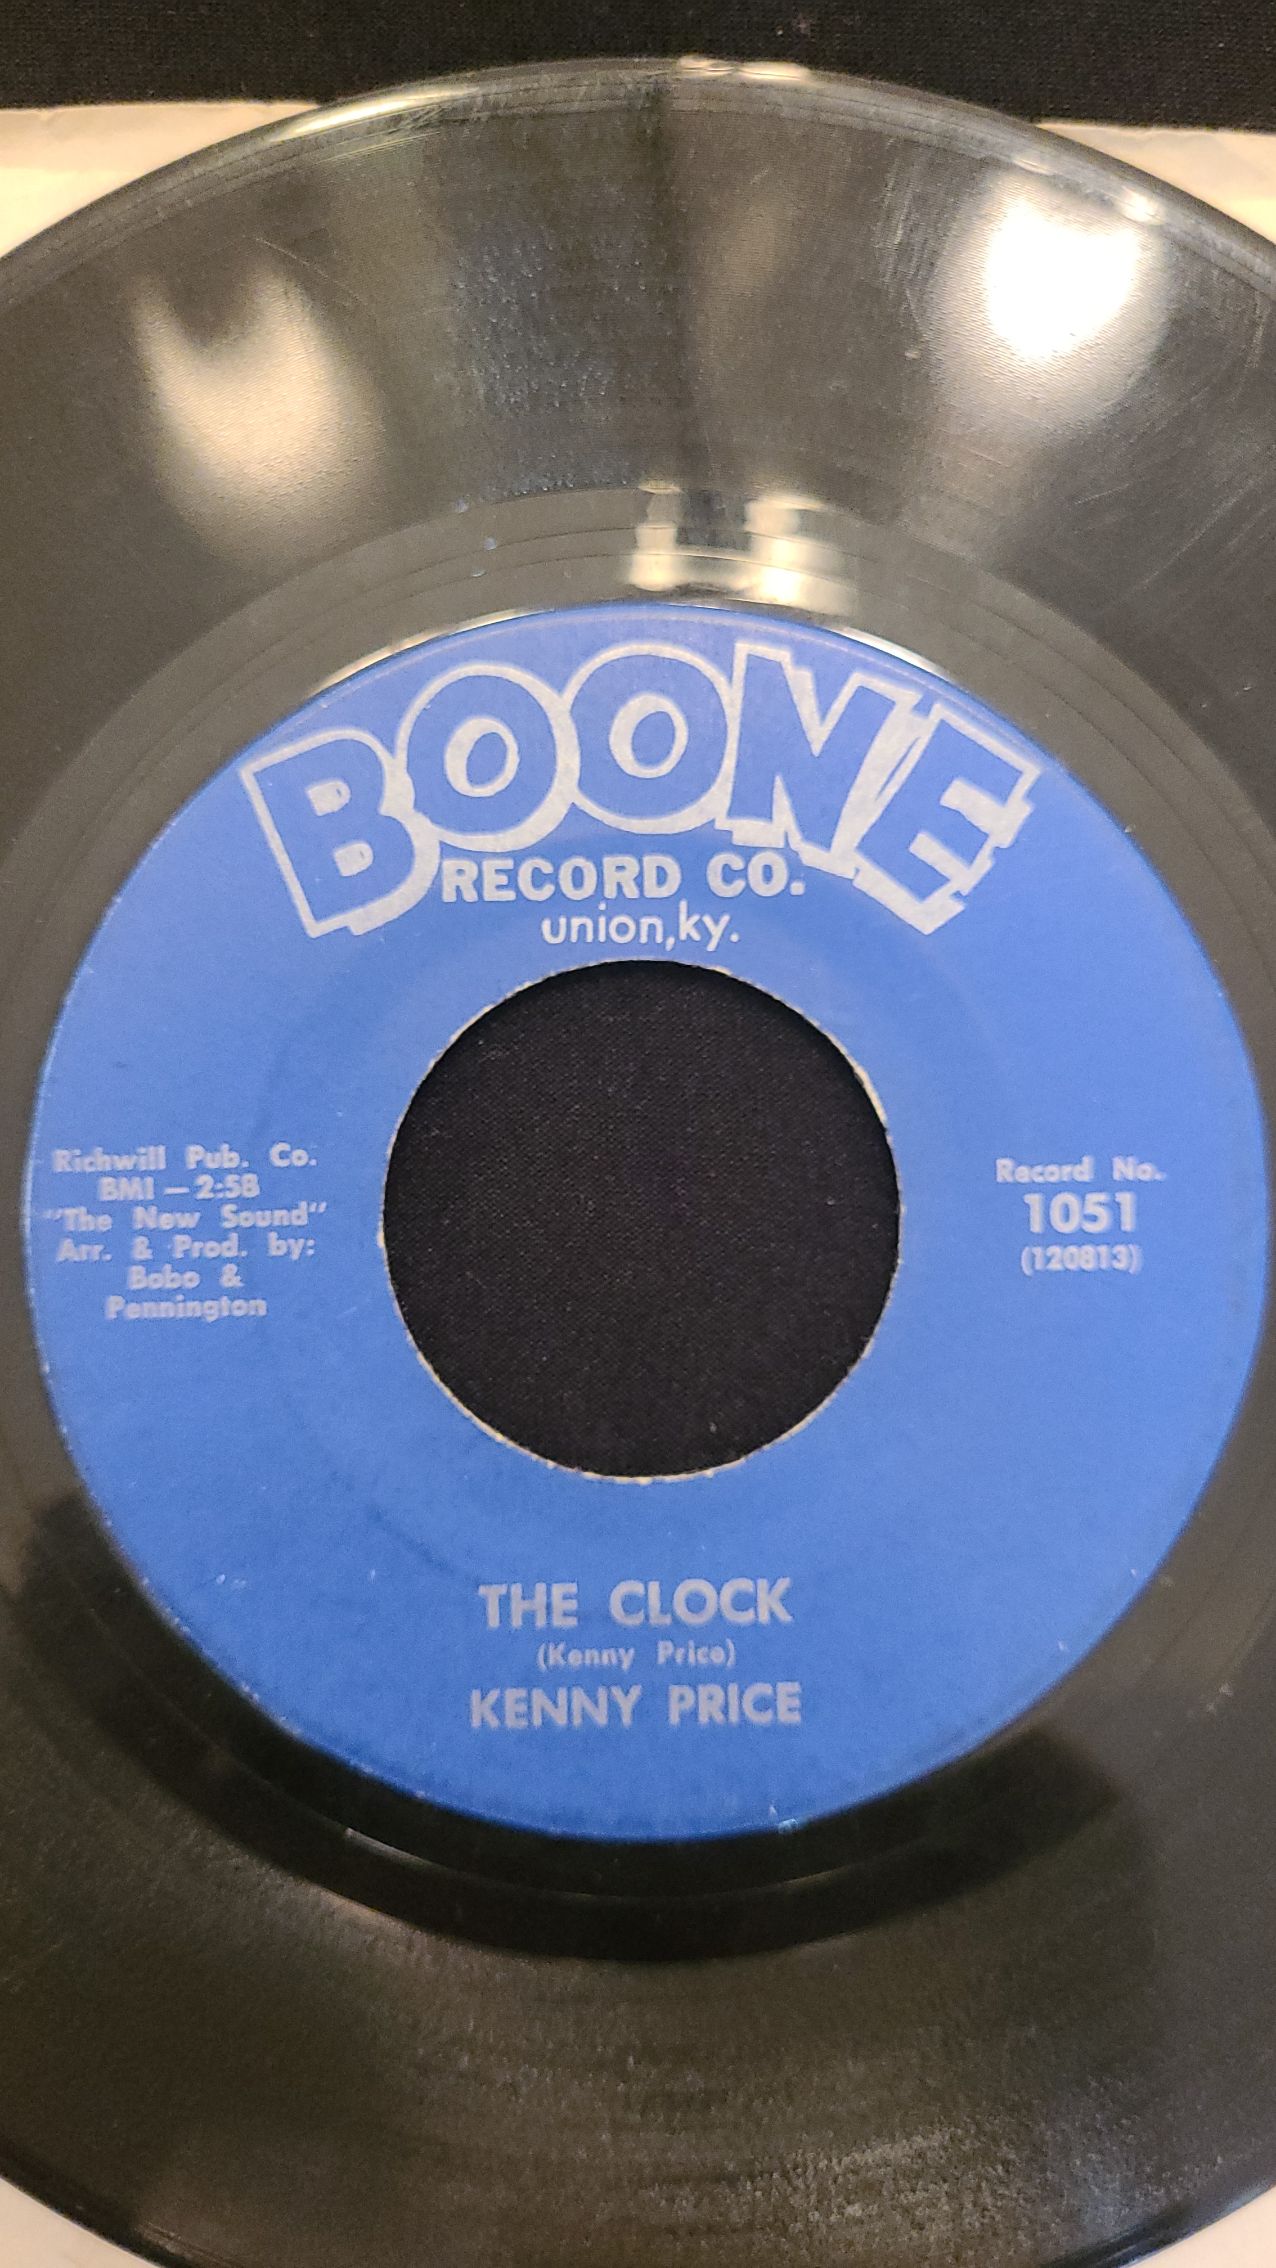 BOONE
RECORD CO.
union,ky.
Richwill Pub. Co.
BMI — 2:58
"The New Sound"
Arr. & Prod. by:
Bobo &
Pennington
Record No.
1051
(120813)
THE CLOCK
(Kenny Price)
KENNY PRICE